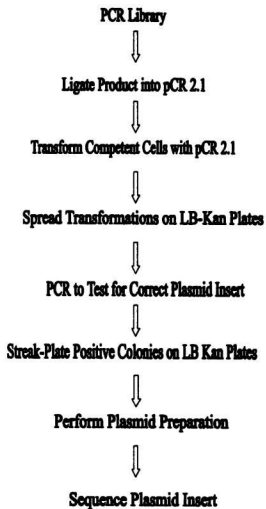 PCR Library
Ligate Product into pCR 2.1
Transform Competent Cells with pCR 2.1
Spread Transformations on LB-Kan Plates
PCR to Test for Correct Plasmid Insert
Streak-Plate Positive Colonies on LB Kan Plates
Perform Plasmid Preparation
Sequence Plasmid Insert